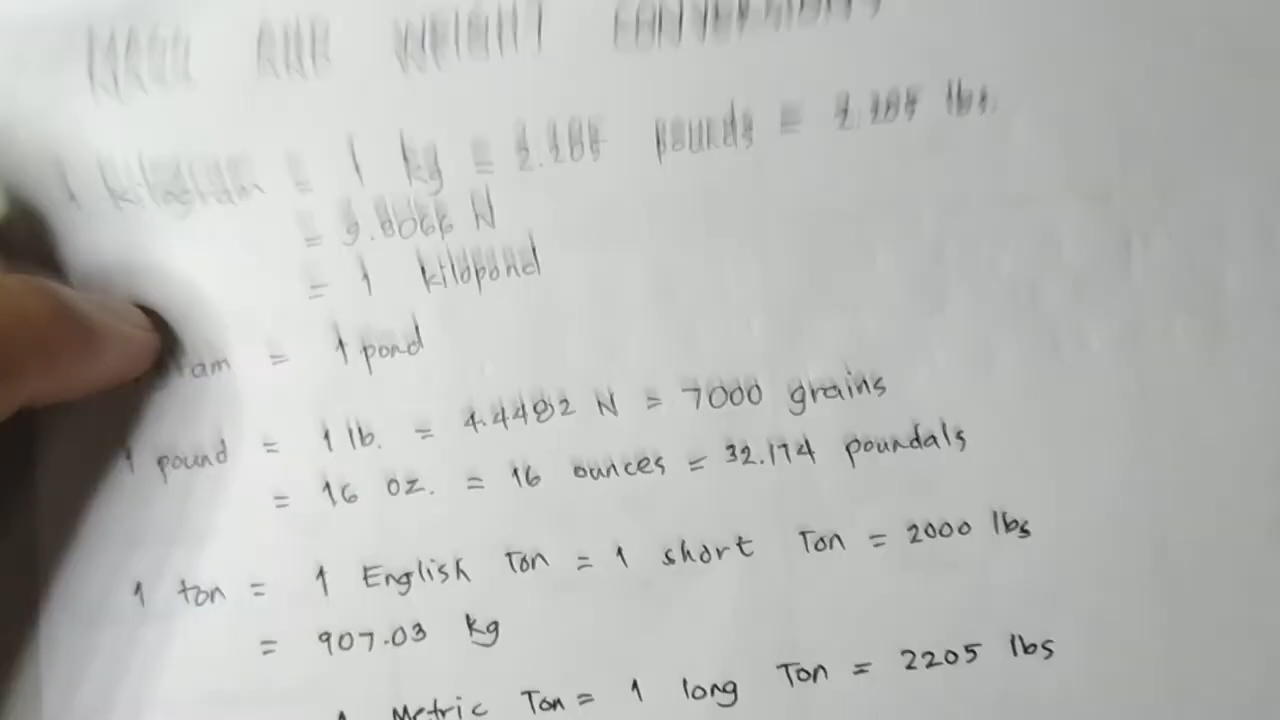 MASS AND WEIGHT CONVERSIONS
1 kilogram = 1 kg = 2.205 pounds = 2.205 lbs.
= 9.8066 N
= 1 kilopond
am = 1 pond
1 pound = 1 lb. = 4.4482 N = 7000 grains
= 16 oz. = 16 ounces = 32.174 poundals
1 ton = 1 English Ton = 1 short Ton = 2000 lbs
= 907.03 kg
1 Metric Ton = 1 long Ton = 2205 lbs